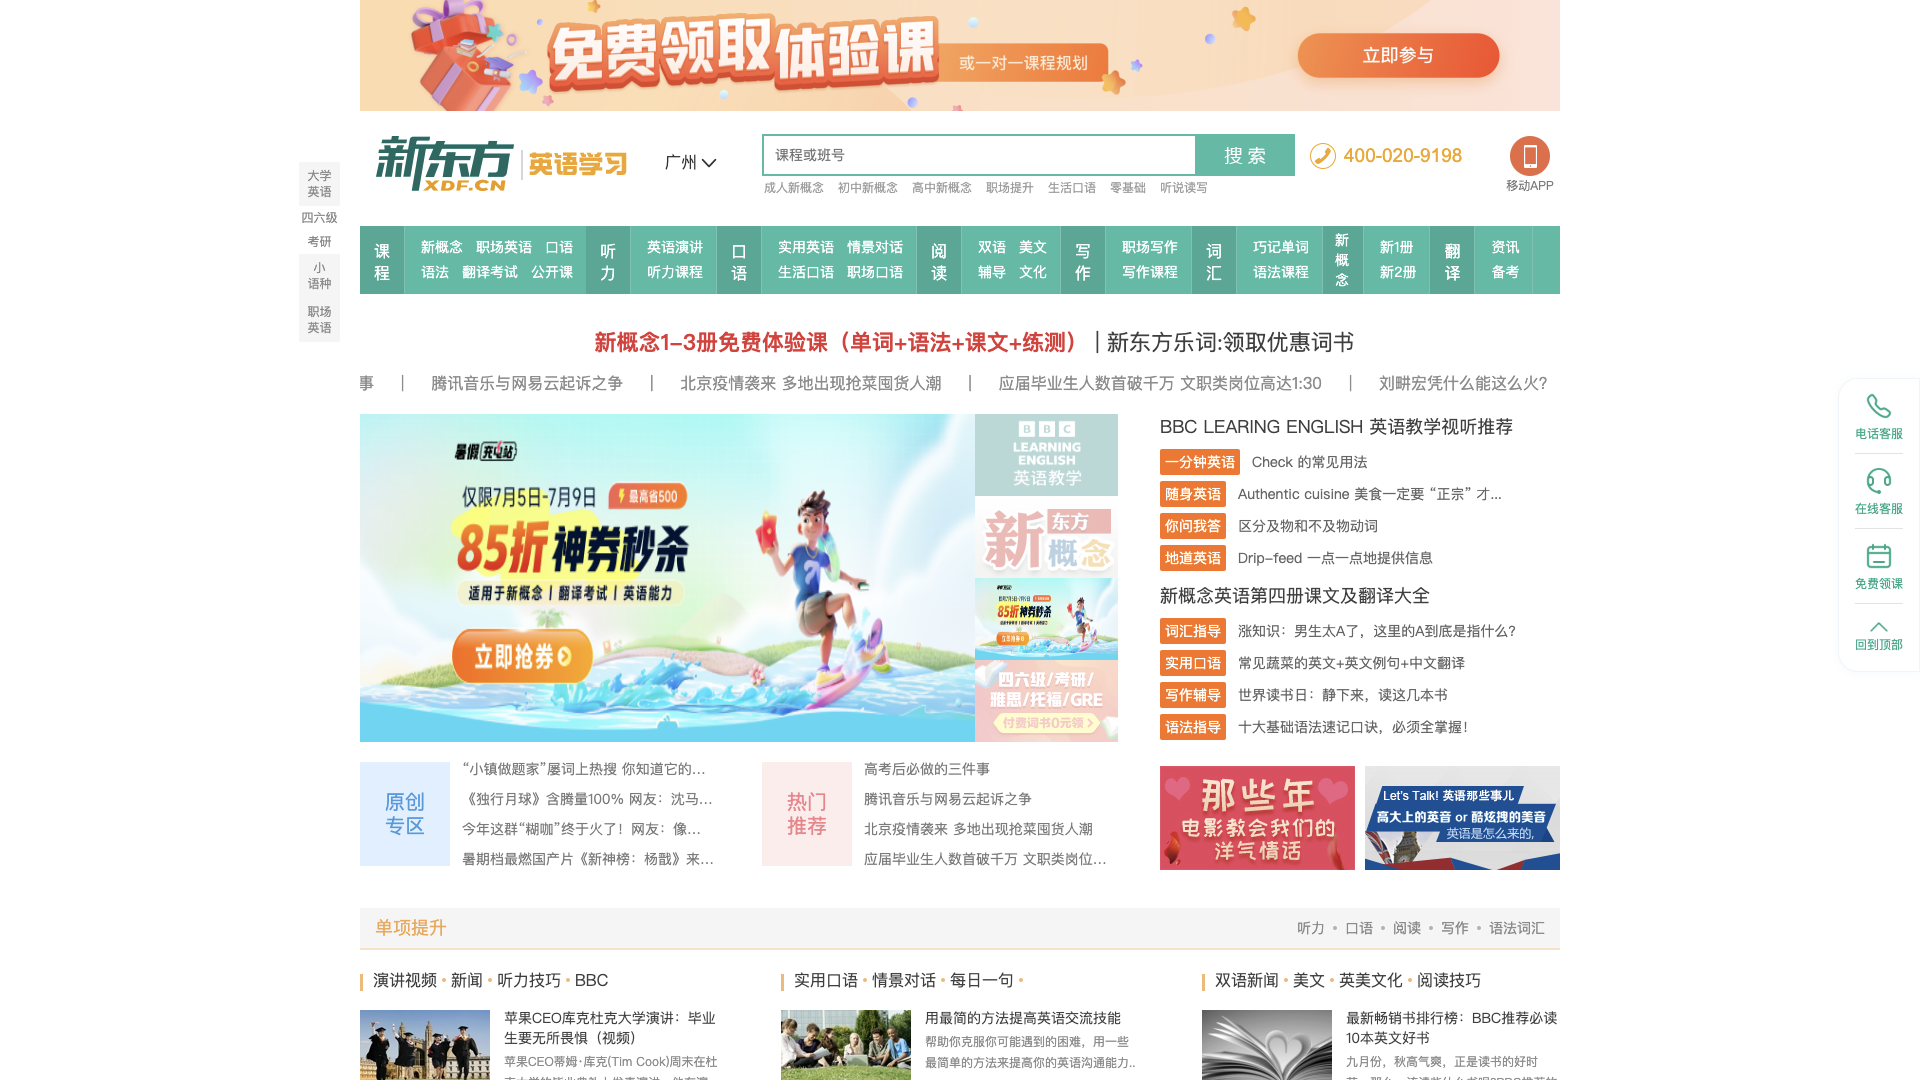 免费领取体验课
或一对一课程规划
立即参与
新东方 XDF.CN 英语学习
广州
课程或班号
搜 索
400-020-9198
移动APP
成人新概念 初中新概念 高中新概念 职场提升 生活口语 零基础 听说读写
大学
英语
四六级
考研
小
语种
职场
英语
课程
新概念 职场英语 口语
语法 翻译考试 公开课
听力
英语演讲
听力课程
口语
实用英语 情景对话
生活口语 职场口语
阅读
双语 美文
辅导 文化
写作
职场写作
写作课程
词汇
巧记单词
语法课程
新概念
新1册
新2册
翻译
资讯
备考
新概念1-3册免费体验课（单词+语法+课文+练测） | 新东方乐词:领取优惠词书
事 | 腾讯音乐与网易云起诉之争 | 北京疫情袭来 多地出现抢菜囤货人潮 | 应届毕业生人数首破千万 文职类岗位高达1:30 | 刘畊宏凭什么能这么火?
暑假充电站
仅限7月5日-7月9日 最高省500
85折神券秒杀
适用于新概念 | 翻译考试 | 英语能力
立即抢券
BBC
LEARNING
ENGLISH
英语教学
新东方
概念
仅限7月5日-7月9日
85折神券秒杀
立即抢券
四六级/考研/
雅思/托福/GRE
付费词书0元领
BBC LEARING ENGLISH 英语教学视听推荐
一分钟英语 Check 的常见用法
随身英语 Authentic cuisine 美食一定要 “正宗” 才...
你问我答 区分及物和不及物动词
地道英语 Drip-feed 一点一点地提供信息
新概念英语第四册课文及翻译大全
词汇指导 涨知识：男生太A了，这里的A到底是指什么?
实用口语 常见蔬菜的英文+英文例句+中文翻译
写作辅导 世界读书日：静下来，读这几本书
语法指导 十大基础语法速记口诀，必须全掌握！
原创
专区
“小镇做题家”屡词上热搜 你知道它的...
《独行月球》含腾量100% 网友：沈马...
今年这群“糊咖”终于火了！网友：像...
暑期档最燃国产片《新神榜：杨戬》来...
热门
推荐
高考后必做的三件事
腾讯音乐与网易云起诉之争
北京疫情袭来 多地出现抢菜囤货人潮
应届毕业生人数首破千万 文职类岗位...
那些年
电影教会我们的
洋气情话
Let's Talk! 英语那些事儿
高大上的英音 or 酷炫拽的美音
英语是怎么来的,
电话客服
在线客服
免费领课
回到顶部
单项提升
听力 • 口语 • 阅读 • 写作 • 语法词汇
演讲视频 • 新闻 • 听力技巧 • BBC
苹果CEO库克杜克大学演讲：毕业
生要无所畏惧（视频）
苹果CEO蒂姆·库克(Tim Cook)周末在杜
实用口语 • 情景对话 • 每日一句 •
用最简的方法提高英语交流技能
帮助你克服你可能遇到的困难，用一些
最简单的方法来提高你的英语沟通能力..
双语新闻 • 美文 • 英美文化 • 阅读技巧
最新畅销书排行榜：BBC推荐必读
10本英文好书
九月份，秋高气爽，正是读书的好时